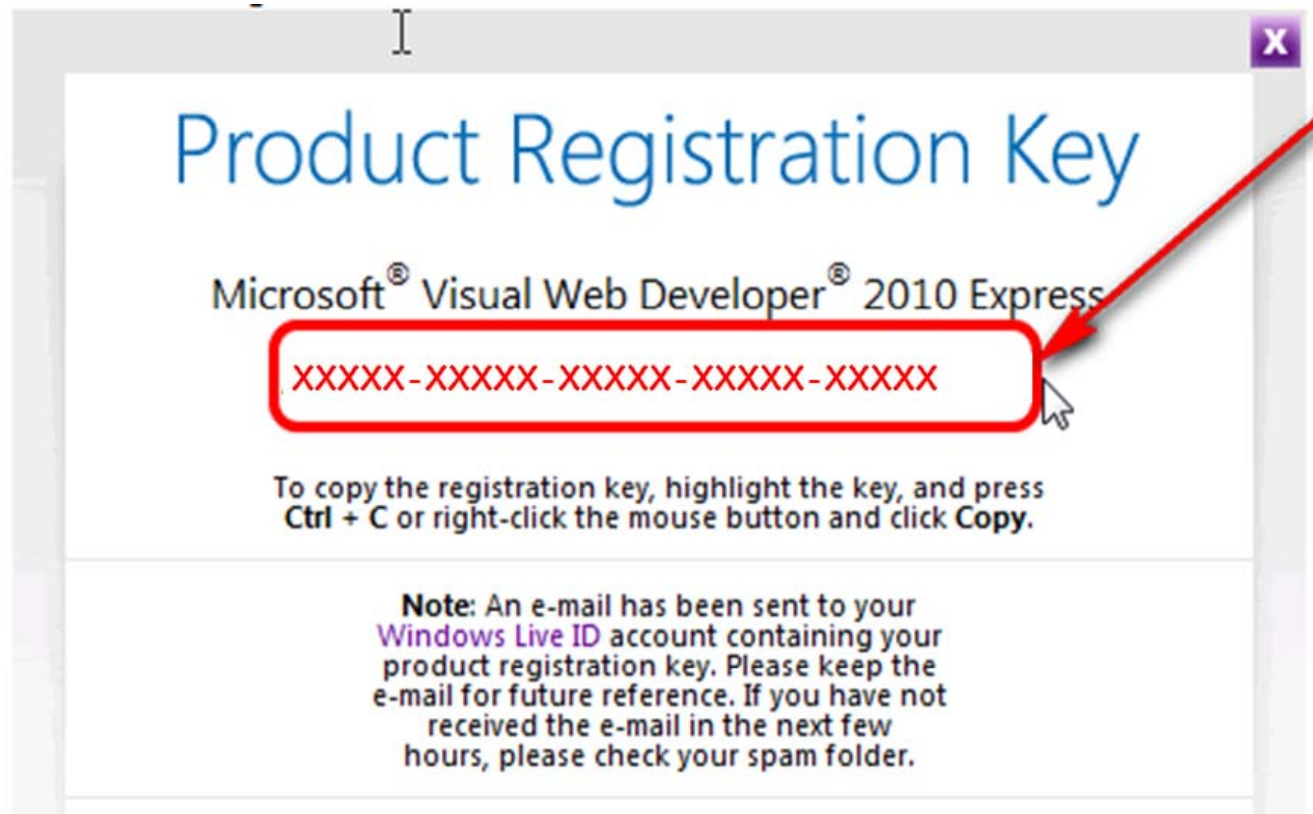 X
Product Registration Key
Microsoft® Visual Web Developer® 2010 Express
XXXXX-XXXXX-XXXXX-XXXXX-XXXXX
To copy the registration key, highlight the key, and press
Ctrl + C or right-click the mouse button and click Copy.
Note: An e-mail has been sent to your
Windows Live ID account containing your
product registration key. Please keep the
e-mail for future reference. If you have not
received the e-mail in the next few
hours, please check your spam folder.